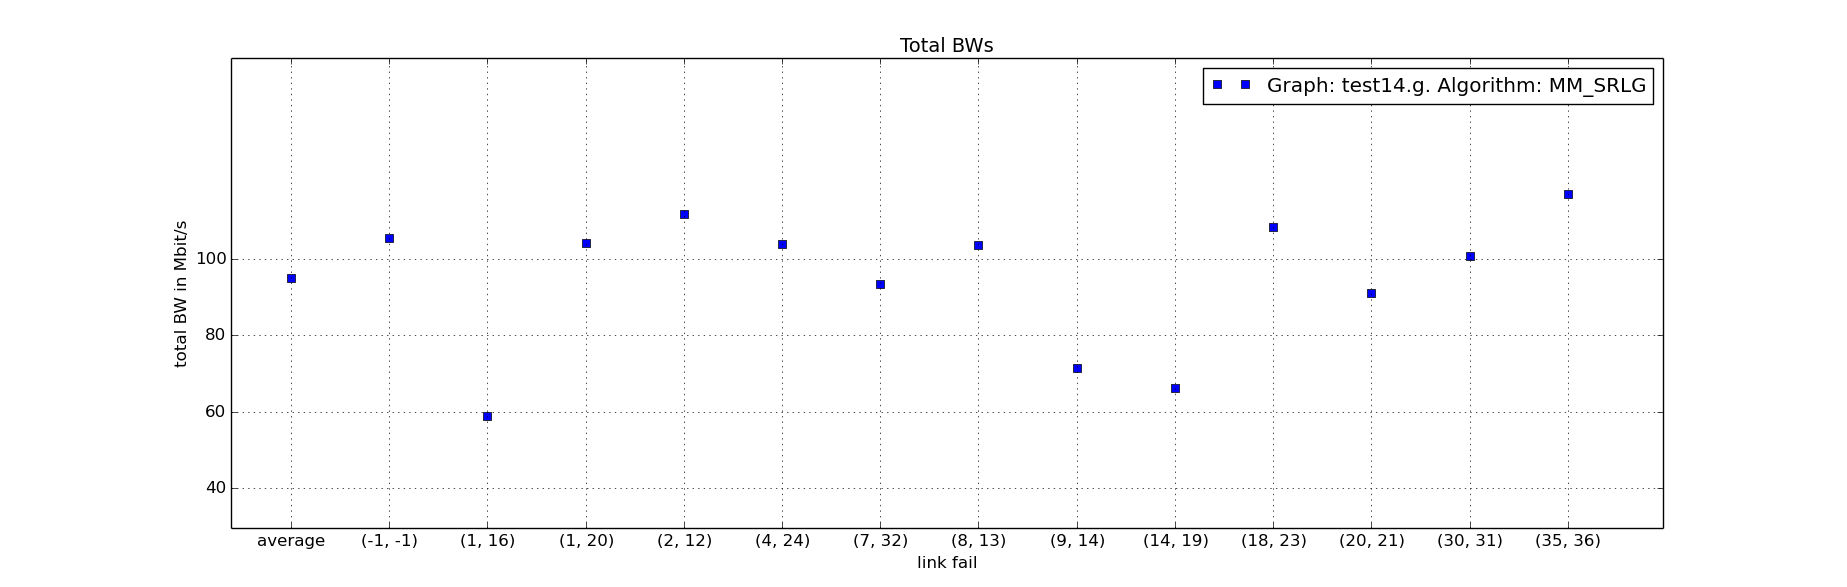 Total BWs
Graph: test14.g. Algorithm: MM_SRLG
total BW in Mbit/s
100
80
60
40
average (-1, -1) (1, 16) (1, 20) (2, 12) (4, 24) (7, 32) (8, 13) (9, 14) (14, 19) (18, 23) (20, 21) (30, 31) (35, 36)
link fail